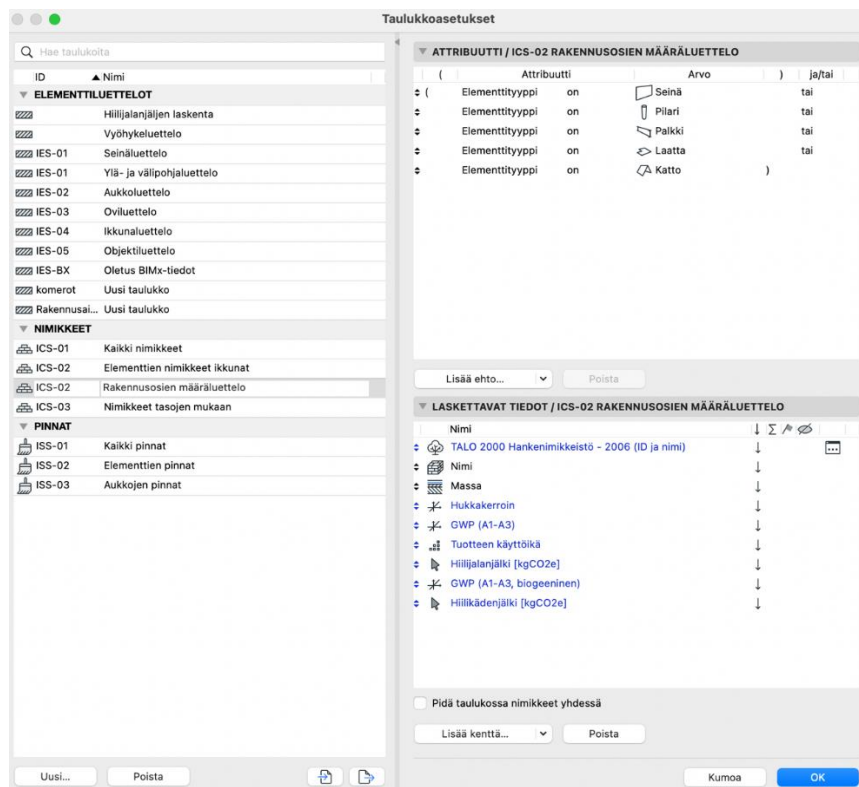 Taulukkoasetukset
Hae taulukoita
ID ▲ Nimi
ELEMENTTILUETTELOT
Hiilijalanjäljen laskenta
Vyöhykeluettelo
IES-01 Seinäluettelo
IES-01 Ylä- ja välipohjaluettelo
IES-02 Aukkoluettelo
IES-03 Oviluettelo
IES-04 Ikkunaluettelo
IES-05 Objektiluettelo
IES-BX Oletus BIMx-tiedot
komerot Uusi taulukko
Rakennusai... Uusi taulukko
NIMIKKEET
ICS-01 Kaikki nimikkeet
ICS-02 Elementtien nimikkeet ikkunat
ICS-02 Rakennusosien määräluettelo
ICS-03 Nimikkeet tasojen mukaan
PINNAT
ISS-01 Kaikki pinnat
ISS-02 Elementtien pinnat
ISS-03 Aukkojen pinnat
Uusi... Poista
ATTRIBUUTTI / ICS-02 RAKENNUSOSIEN MÄÄRÄLUETTELO
( Attribuutti Arvo ) ja/tai
( Elementtityyppi on Seinä tai
Elementtityyppi on Pilari tai
Elementtityyppi on Palkki tai
Elementtityyppi on Laatta tai
Elementtityyppi on Katto )
Lisää ehto... Poista
LASKETTAVAT TIEDOT / ICS-02 RAKENNUSOSIEN MÄÄRÄLUETTELO
Nimi ↓ Σ
TALO 2000 Hankenimikkeistö - 2006 (ID ja nimi) ↓
Nimi ↓
Massa ↓
Hukkakerroin ↓
GWP (A1-A3) ↓
Tuotteen käyttöikä ↓
Hiilijalanjälki [kgCO2e] ↓
GWP (A1-A3, biogeeninen) ↓
Hiilikädenjälki [kgCO2e] ↓
Pidä taulukossa nimikkeet yhdessä
Lisää kenttä... Poista
Kumoa OK